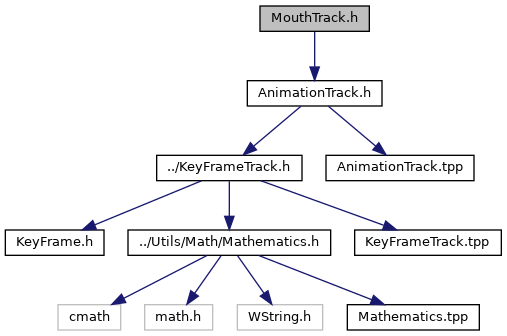 MouthTrack.h
AnimationTrack.h
../KeyFrameTrack.h
AnimationTrack.tpp
KeyFrame.h
../Utils/Math/Mathematics.h
KeyFrameTrack.tpp
cmath
math.h
WString.h
Mathematics.tpp